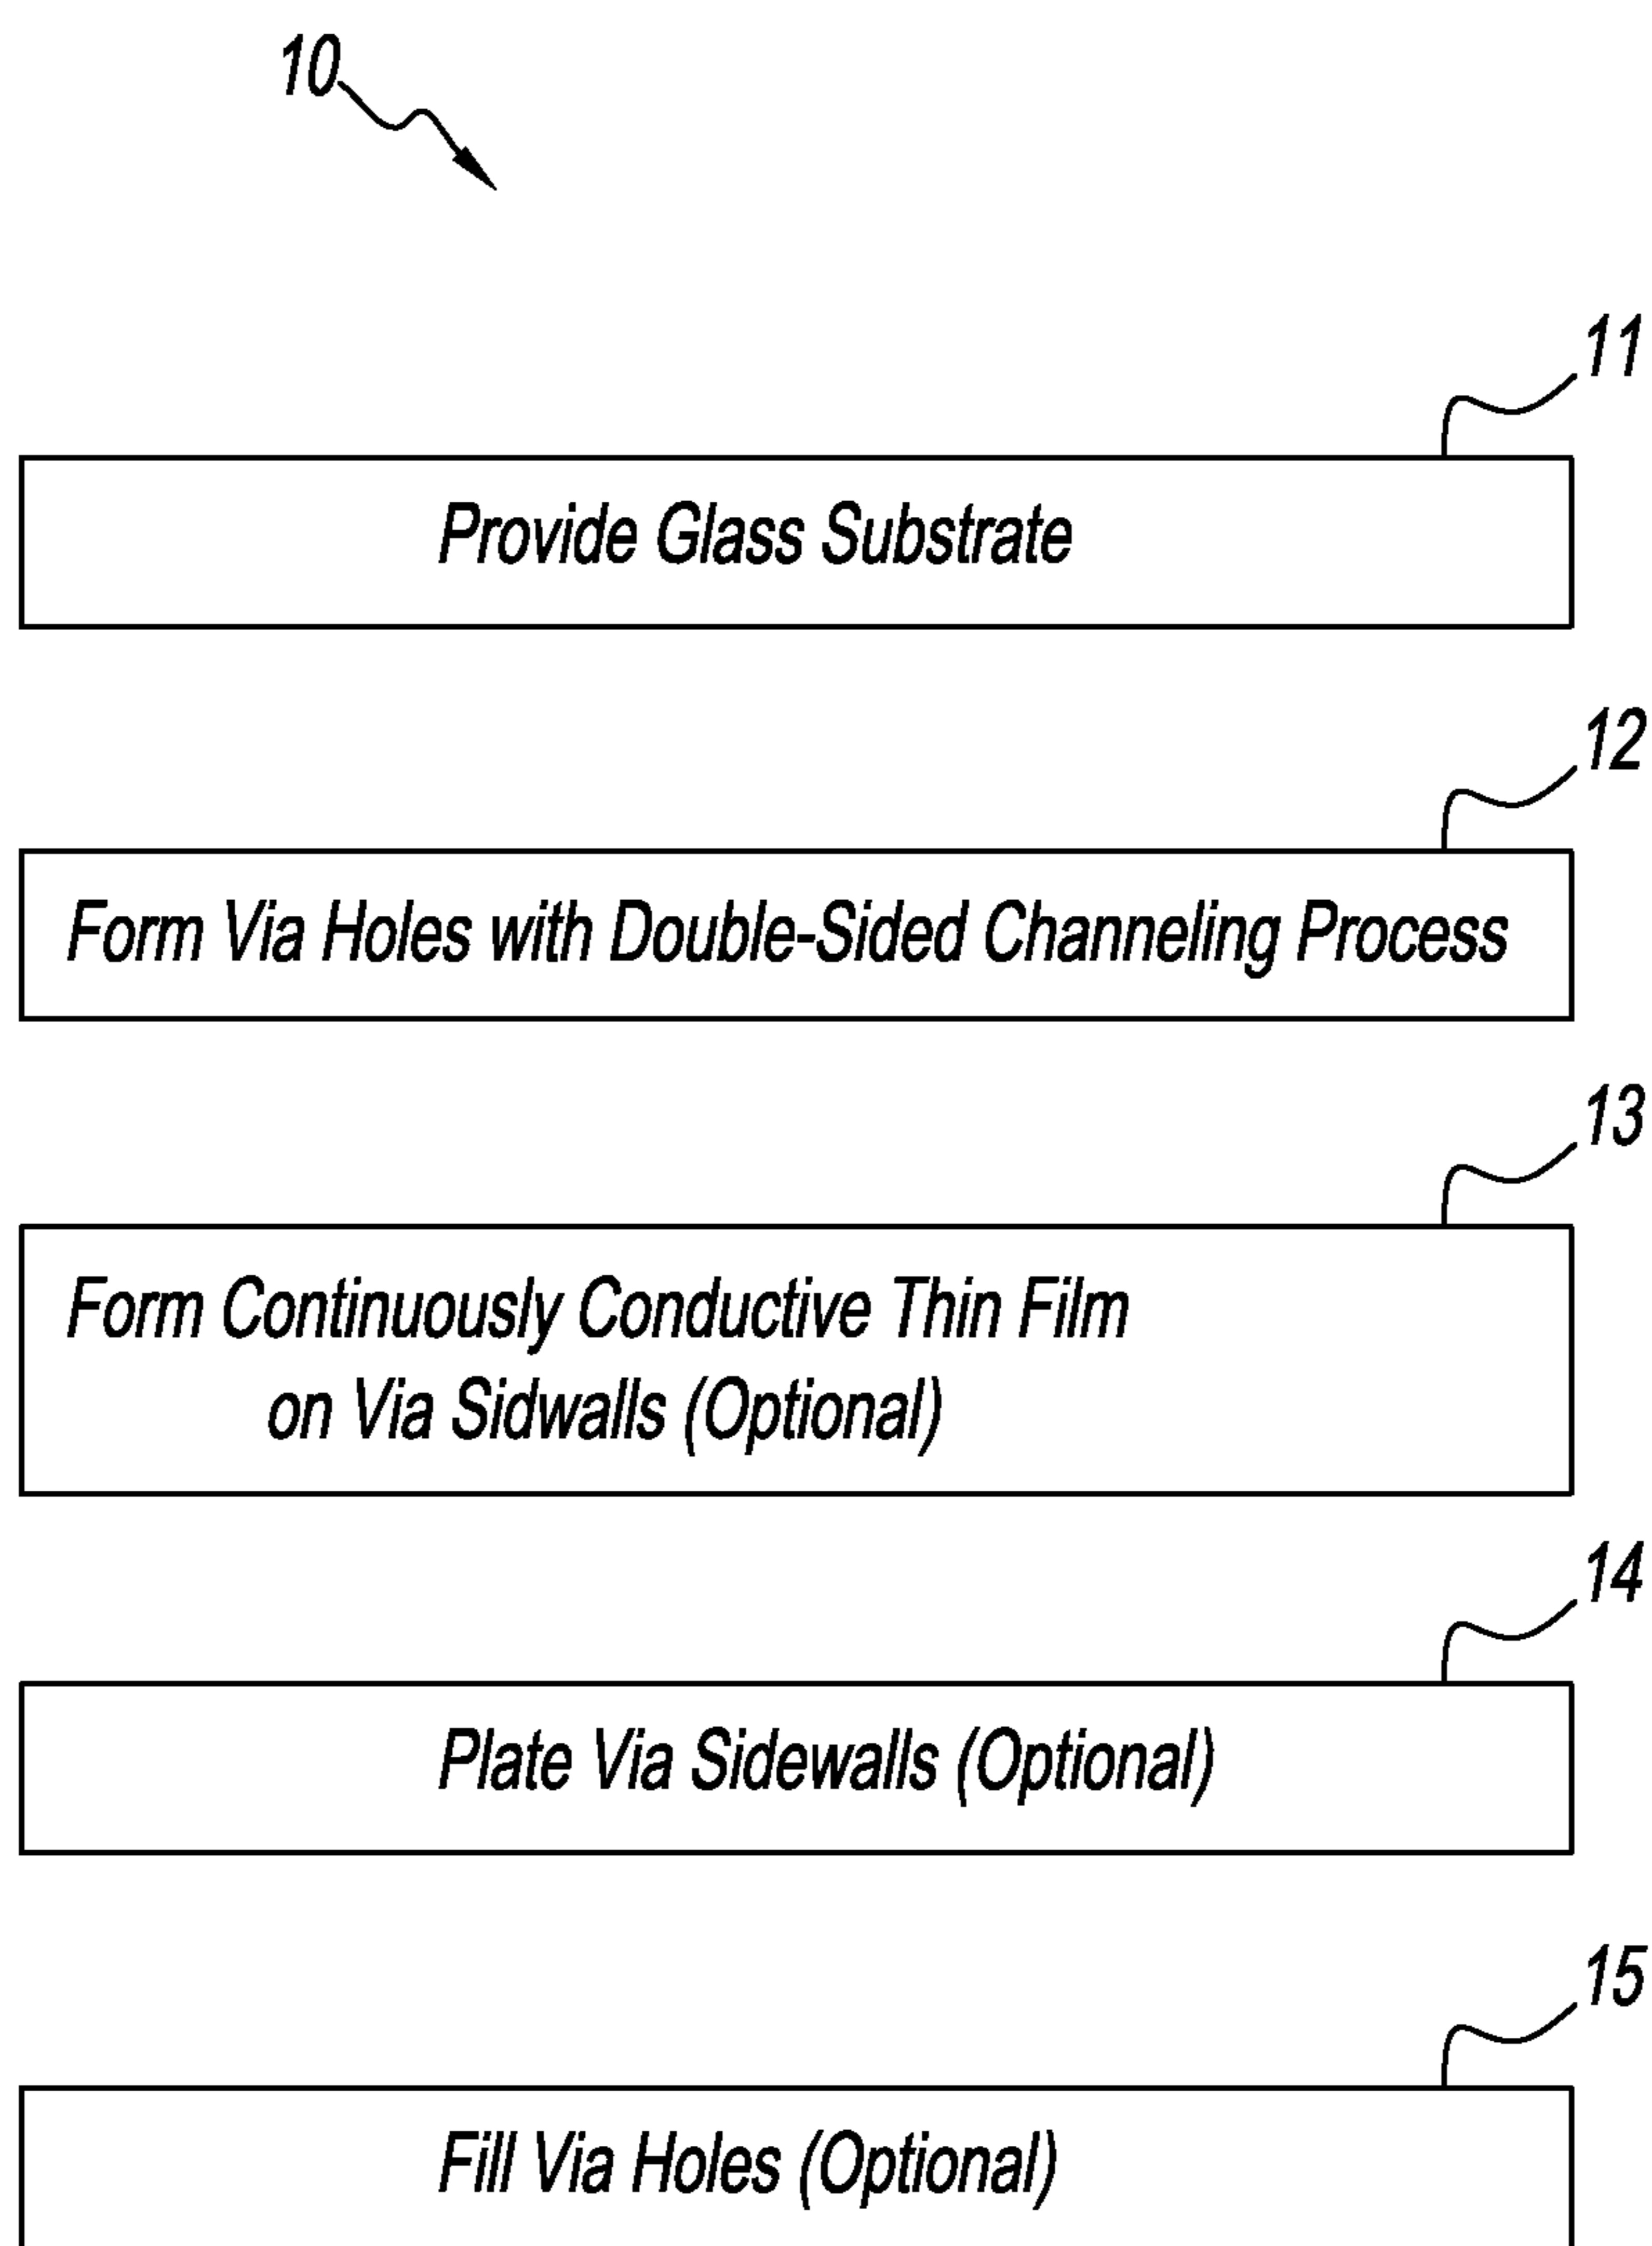 10
11
Provide Glass Substrate
12
Form Via Holes with Double-Sided Channeling Process
13
Form Continuously Conductive Thin Film
on Via Sidwalls (Optional)
14
Plate Via Sidewalls (Optional)
15
Fill Via Holes (Optional)